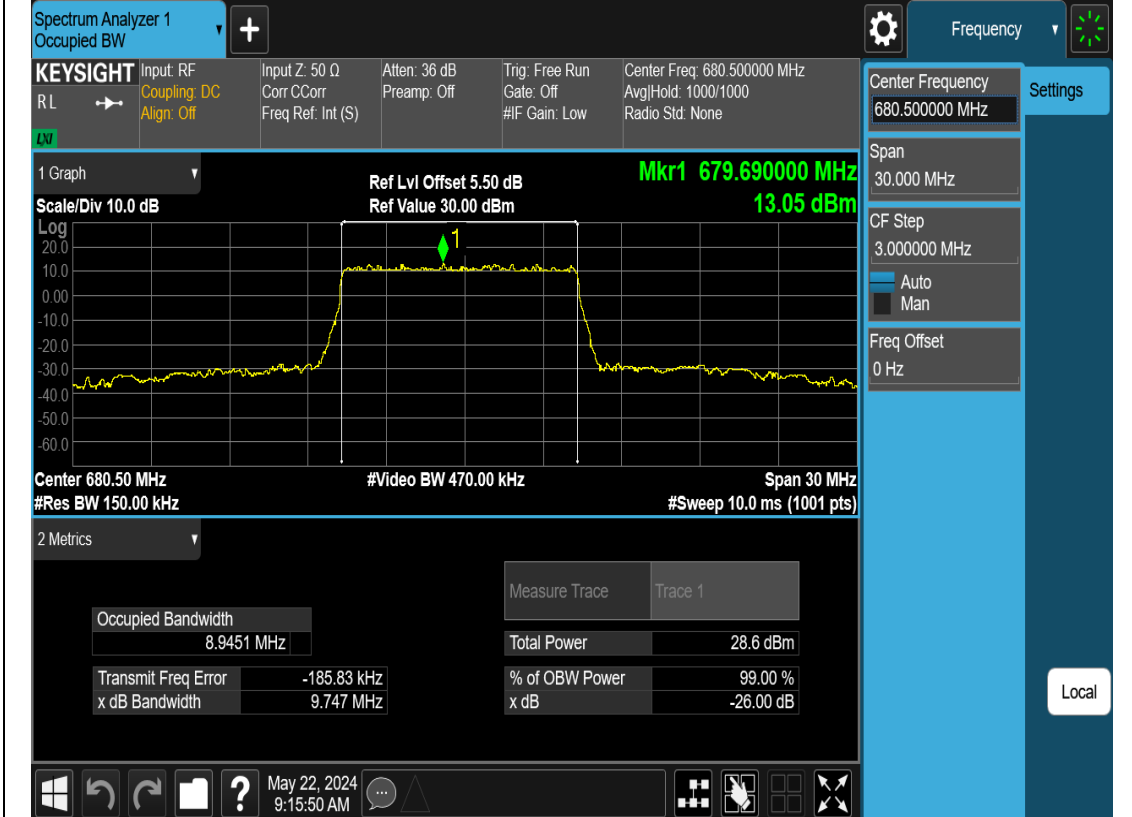 Spectrum Analyzer 1
Occupied BW
+
Frequency
KEYSIGHT
RL
LXI
Input: RF
Coupling: DC
Align: Off
Input Z: 50 Ω
Corr CCorr
Freq Ref: Int (S)
Atten: 36 dB
Preamp: Off
Trig: Free Run
Gate: Off
#IF Gain: Low
Center Freq: 680.500000 MHz
Avg|Hold: 1000/1000
Radio Std: None
Center Frequency
680.500000 MHz
Settings
Span
30.000 MHz
CF Step
3.000000 MHz
Auto
Man
Freq Offset
0 Hz
Local
1 Graph
Scale/Div 10.0 dB
Ref Lvl Offset 5.50 dB
Ref Value 30.00 dBm
Mkr1 679.690000 MHz
13.05 dBm
Log
20.0
10.0
0.00
-10.0
-20.0
-30.0
-40.0
-50.0
-60.0
1
Center 680.50 MHz
#Res BW 150.00 kHz
#Video BW 470.00 kHz
Span 30 MHz
#Sweep 10.0 ms (1001 pts)
2 Metrics
Measure Trace Trace 1
Occupied Bandwidth
8.9451 MHz
Total Power 28.6 dBm
Transmit Freq Error -185.83 kHz
% of OBW Power 99.00 %
x dB Bandwidth 9.747 MHz
x dB -26.00 dB
?
May 22, 2024
9:15:50 AM